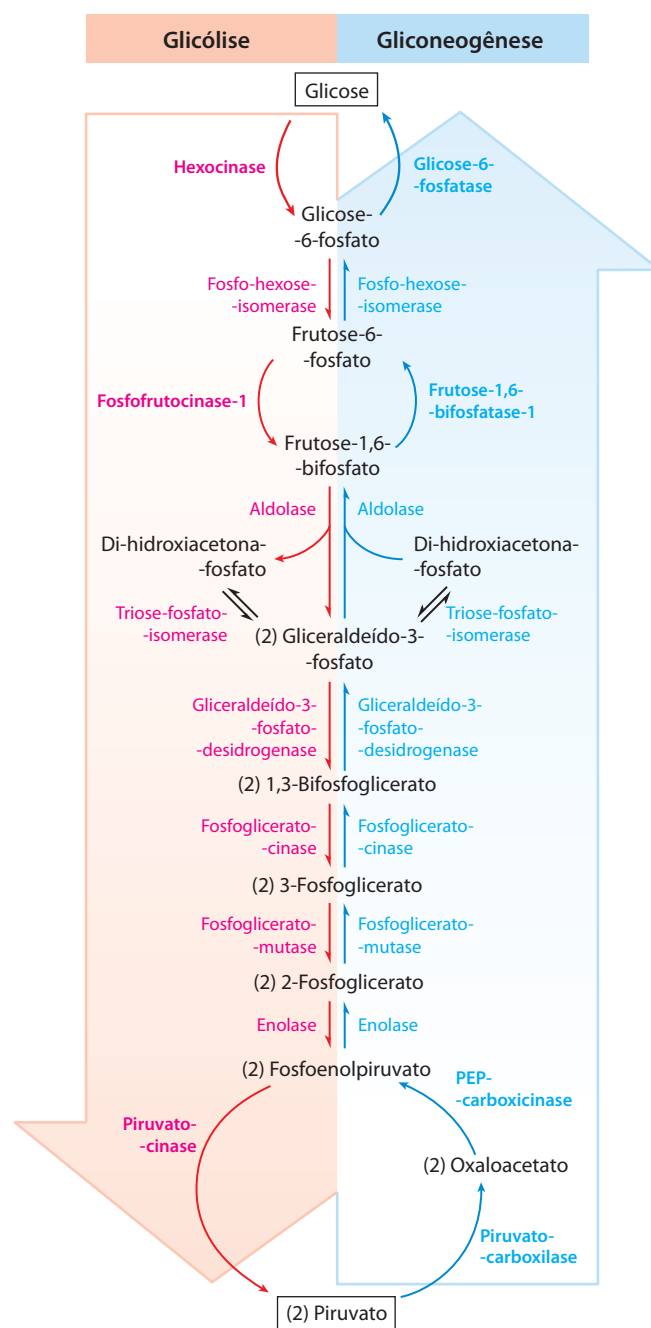 Glicólise
Gliconeogênese
Glicose
Hexocinase
Glicose-6-
-fosfatase
Glicose-
-6-fosfato
Fosfo-hexose-
-isomerase
Fosfo-hexose-
-isomerase
Frutose-6-
-fosfato
Fosfofrutocinase-1
Frutose-1,6-
-bifosfatase-1
Frutose-1,6-
-bifosfato
Aldolase
Aldolase
Di-hidroxiacetona-
-fosfato
Di-hidroxiacetona-
-fosfato
Triose-fosfato-
-isomerase
Triose-fosfato-
-isomerase
(2) Gliceraldeído-3-
-fosfato
Gliceraldeído-3-
-fosfato-
-desidrogenase
Gliceraldeído-3-
-fosfato-
-desidrogenase
(2) 1,3-Bifosfoglicerato
Fosfoglicerato-
-cinase
Fosfoglicerato-
-cinase
(2) 3-Fosfoglicerato
Fosfoglicerato-
-mutase
Fosfoglicerato-
-mutase
(2) 2-Fosfoglicerato
Enolase
Enolase
(2) Fosfoenolpiruvato
PEP-
-carboxicinase
Piruvato-
-cinase
(2) Oxaloacetato
Piruvato-
-carboxilase
(2) Piruvato